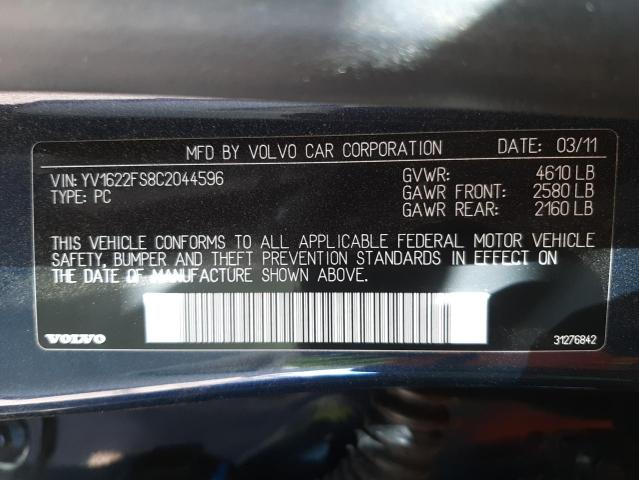 MFD BY VOLVO CAR CORPORATION DATE: 03/11
VIN: YV1622FS8C2044596 GVWR: 4610 LB
TYPE: PC GAWR FRONT: 2580 LB
GAWR REAR: 2160 LB
THIS VEHICLE CONFORMS TO ALL APPLICABLE FEDERAL MOTOR VEHICLE
SAFETY, BUMPER AND THEFT PREVENTION STANDARDS IN EFFECT ON
THE DATE OF MANUFACTURE SHOWN ABOVE.
VOLVO 31276842